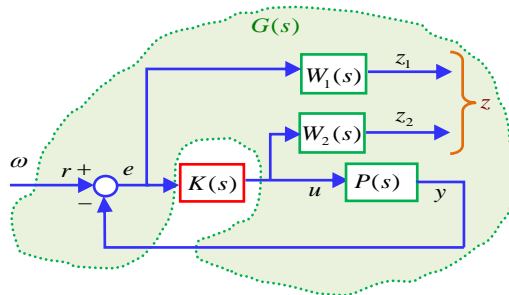 G(s)
W₁(s)
z₁
z
W₂(s)
z₂
ω
r
+
e
K(s)
u
P(s)
y
−